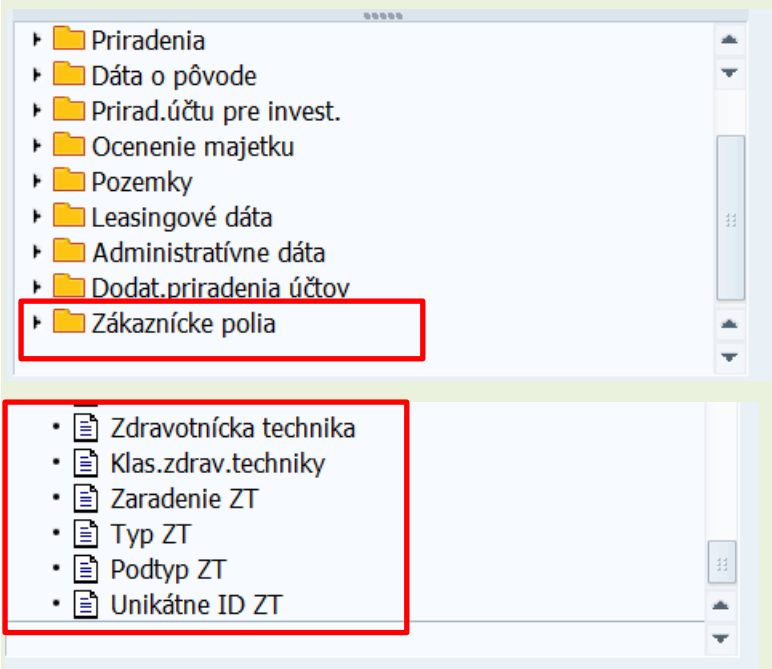 Priradenia
Dáta o pôvode
Prirad.účtu pre invest.
Ocenenie majetku
Pozemky
Leasingové dáta
Administratívne dáta
Dodat.priradenia účtov
Zákaznícke polia
Zdravotnícka technika
Klas.zdrav.techniky
Zaradenie ZT
Typ ZT
Podtyp ZT
Unikátne ID ZT